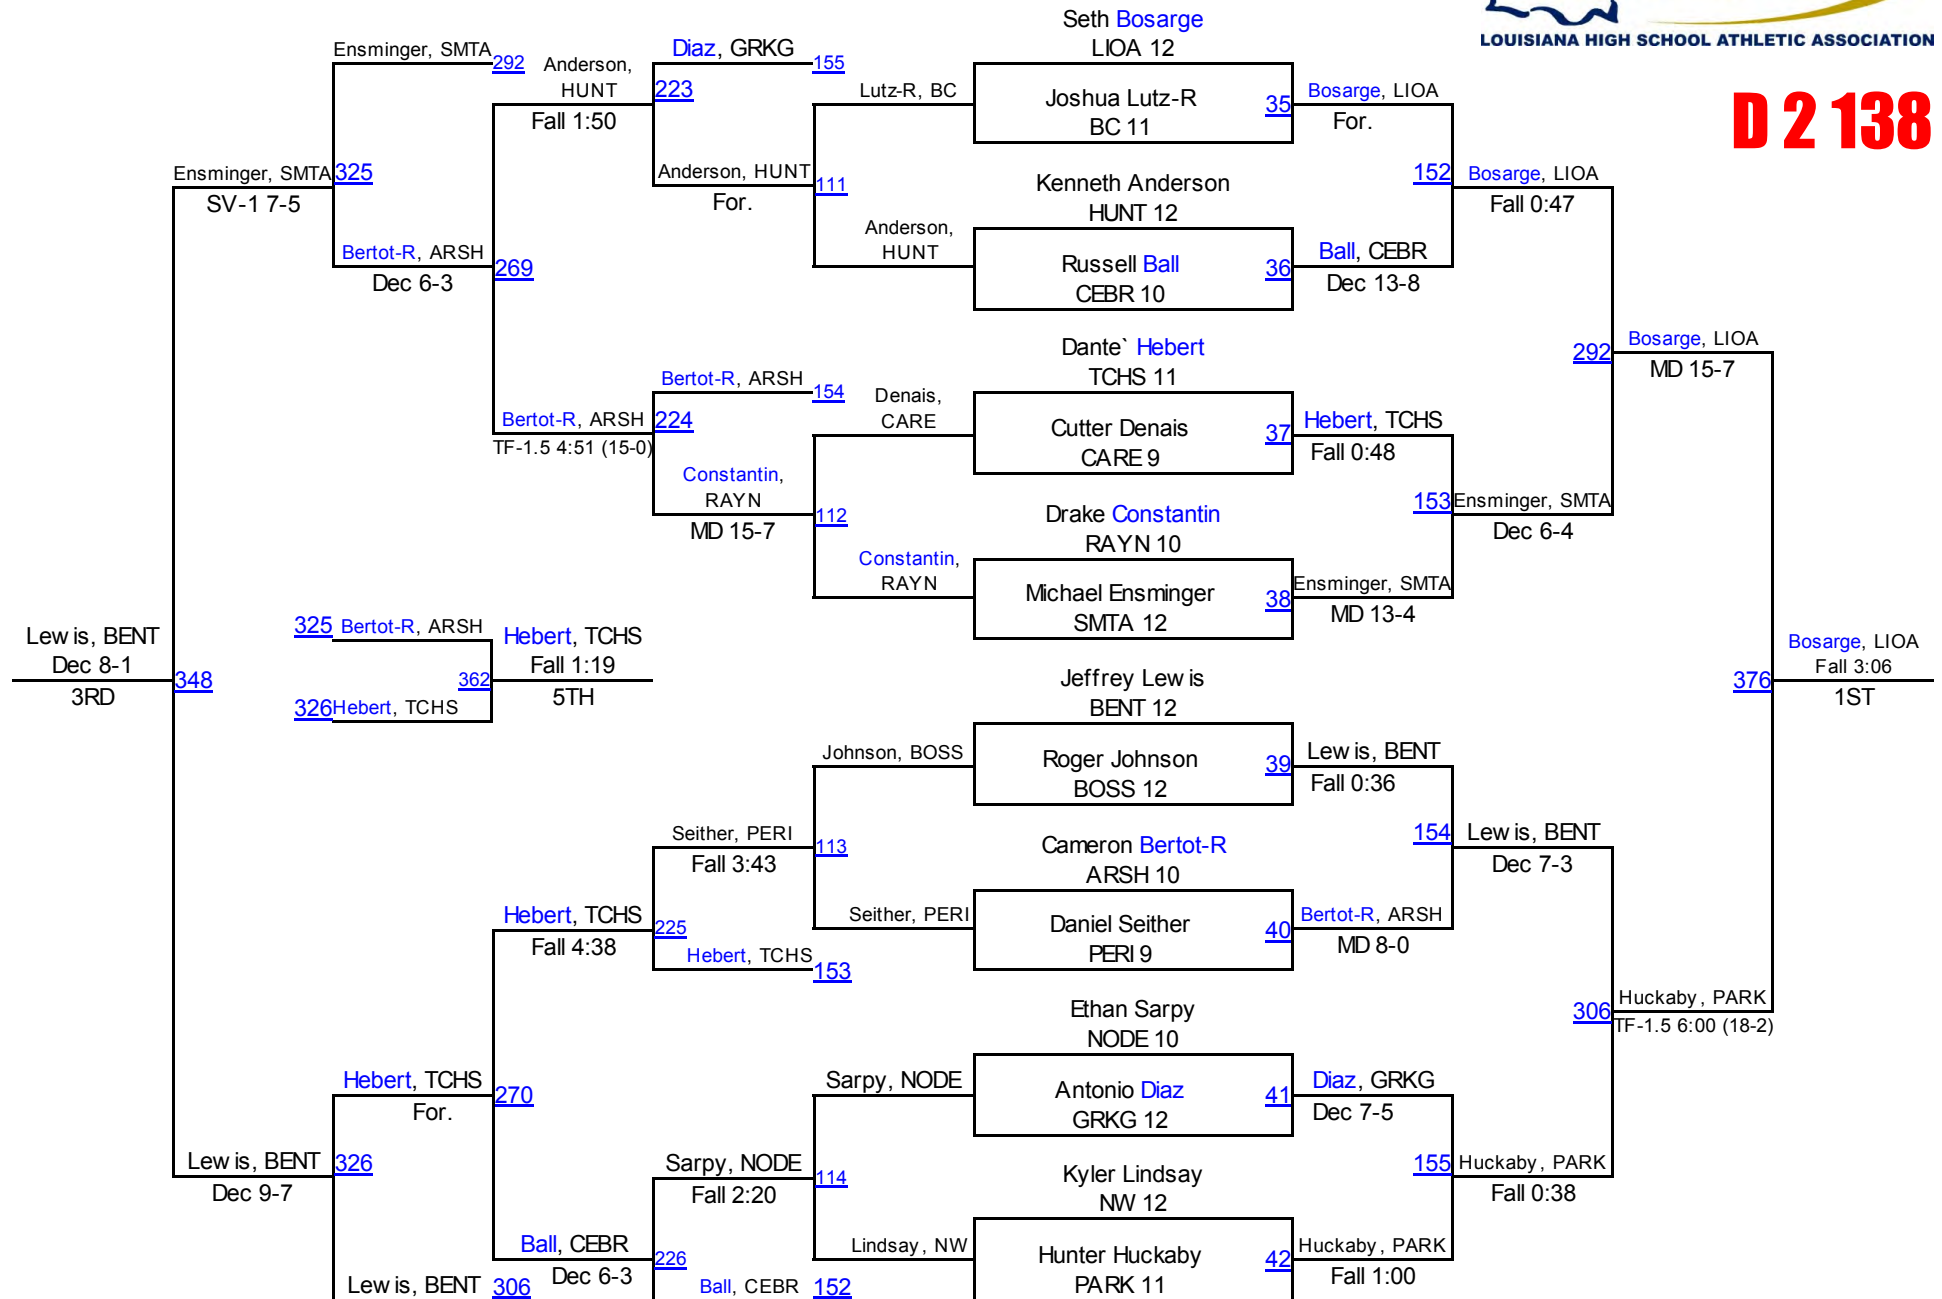 LOUISIANA HIGH SCHOOL ATHLETIC ASSOCIATION
D 2 138
Ensminger, SMTA
292
325
Ensminger, SMTA
SV-1 7-5
Bertot-R, ARSH
Dec 6-3
Anderson,
HUNT
Fall 1:50
269
Bertot-R, ARSH
TF-1.5 4:51 (15-0)
Diaz, GRKG
155
223
Anderson, HUNT
For.
111
Bertot-R, ARSH
154
224
Constantin,
RAYN
MD 15-7
112
Lutz-R, BC
Anderson,
HUNT
Denais,
CARE
Constantin,
RAYN
Seth Bosarge
LIOA 12
Joshua Lutz-R
BC 11
35
Kenneth Anderson
HUNT 12
Russell Ball
CEBR 10
36
Dante` Hebert
TCHS 11
Cutter Denais
CARE 9
37
Drake Constantin
RAYN 10
Michael Ensminger
SMTA 12
38
Bosarge, LIOA
For.
152
Ball, CEBR
Dec 13-8
Hebert, TCHS
Fall 0:48
153
Ensminger, SMTA
MD 13-4
Bosarge, LIOA
Fall 0:47
292
Ensminger, SMTA
Dec 6-4
Bosarge, LIOA
MD 15-7
Lewis, BENT
Dec 8-1
3RD
348
325 Bertot-R, ARSH
326 Hebert, TCHS
362
Hebert, TCHS
Fall 1:19
5TH
376
Bosarge, LIOA
Fall 3:06
1ST
Jeffrey Lewis
BENT 12
Roger Johnson
BOSS 12
39
Cameron Bertot-R
ARSH 10
Daniel Seither
PERI 9
40
Ethan Sarpy
NODE 10
Antonio Diaz
GRKG 12
41
Kyler Lindsay
NW 12
Hunter Huckaby
PARK 11
42
Johnson, BOSS
Seither, PERI
Sarpy, NODE
Lindsay, NW
Seither, PERI
Fall 3:43
113
225
Hebert, TCHS
153
Sarpy, NODE
Fall 2:20
114
226
Ball, CEBR
152
Hebert, TCHS
Fall 4:38
270
Ball, CEBR
Dec 6-3
Hebert, TCHS
For.
326
Lewis, BENT
306
Lewis, BENT
Dec 9-7
Lewis, BENT
Fall 0:36
154
Bertot-R, ARSH
MD 8-0
Diaz, GRKG
Dec 7-5
155
Huckaby, PARK
Fall 1:00
Lewis, BENT
Dec 7-3
306
Huckaby, PARK
Fall 0:38
Huckaby, PARK
TF-1.5 6:00 (18-2)